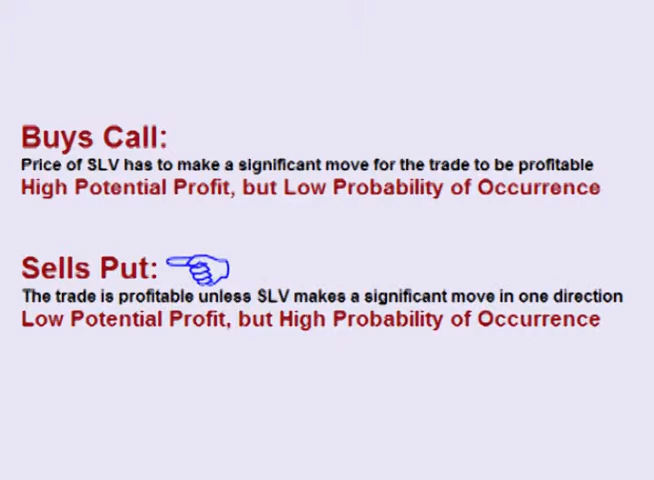 Buys Call:
Price of SLV has to make a significant move for the trade to be profitable
High Potential Profit, but Low Probability of Occurrence
Sells Put:
The trade is profitable unless SLV makes a significant move in one direction
Low Potential Profit, but High Probability of Occurrence